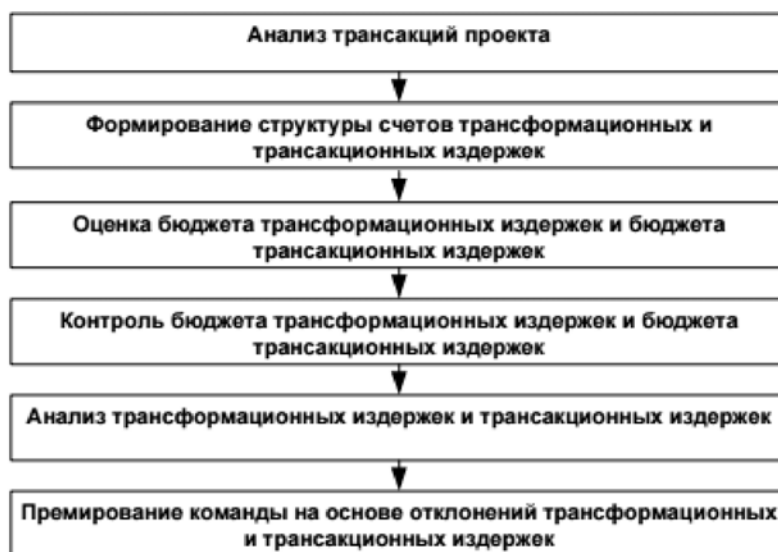 Анализ трансакций проекта
Формирование структуры счетов трансформационных и
трансакционных издержек
Оценка бюджета трансформационных издержек и бюджета
трансакционных издержек
Контроль бюджета трансформационных издержек и бюджета
трансакционных издержек
Анализ трансформационных издержек и трансакционных издержек
Премирование команды на основе отклонений трансформационных
и трансакционных издержек